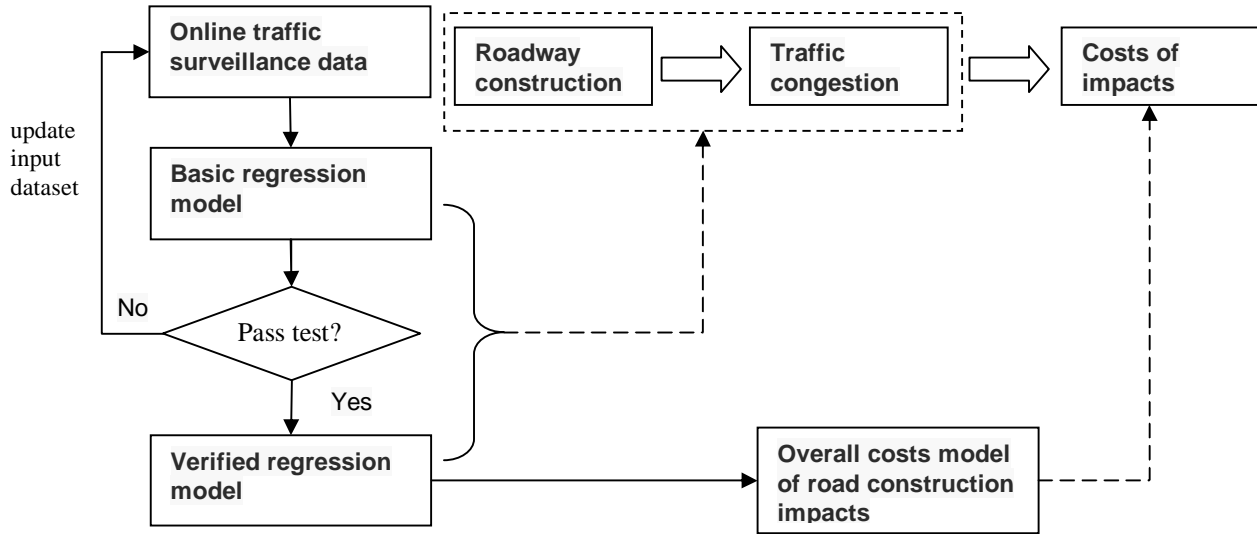 Online traffic
surveillance data
Roadway
construction
Traffic
congestion
Costs of
impacts
update
input
dataset
Basic regression
model
No
Pass test?
Yes
Verified regression
model
Overall costs model
of road construction
impacts